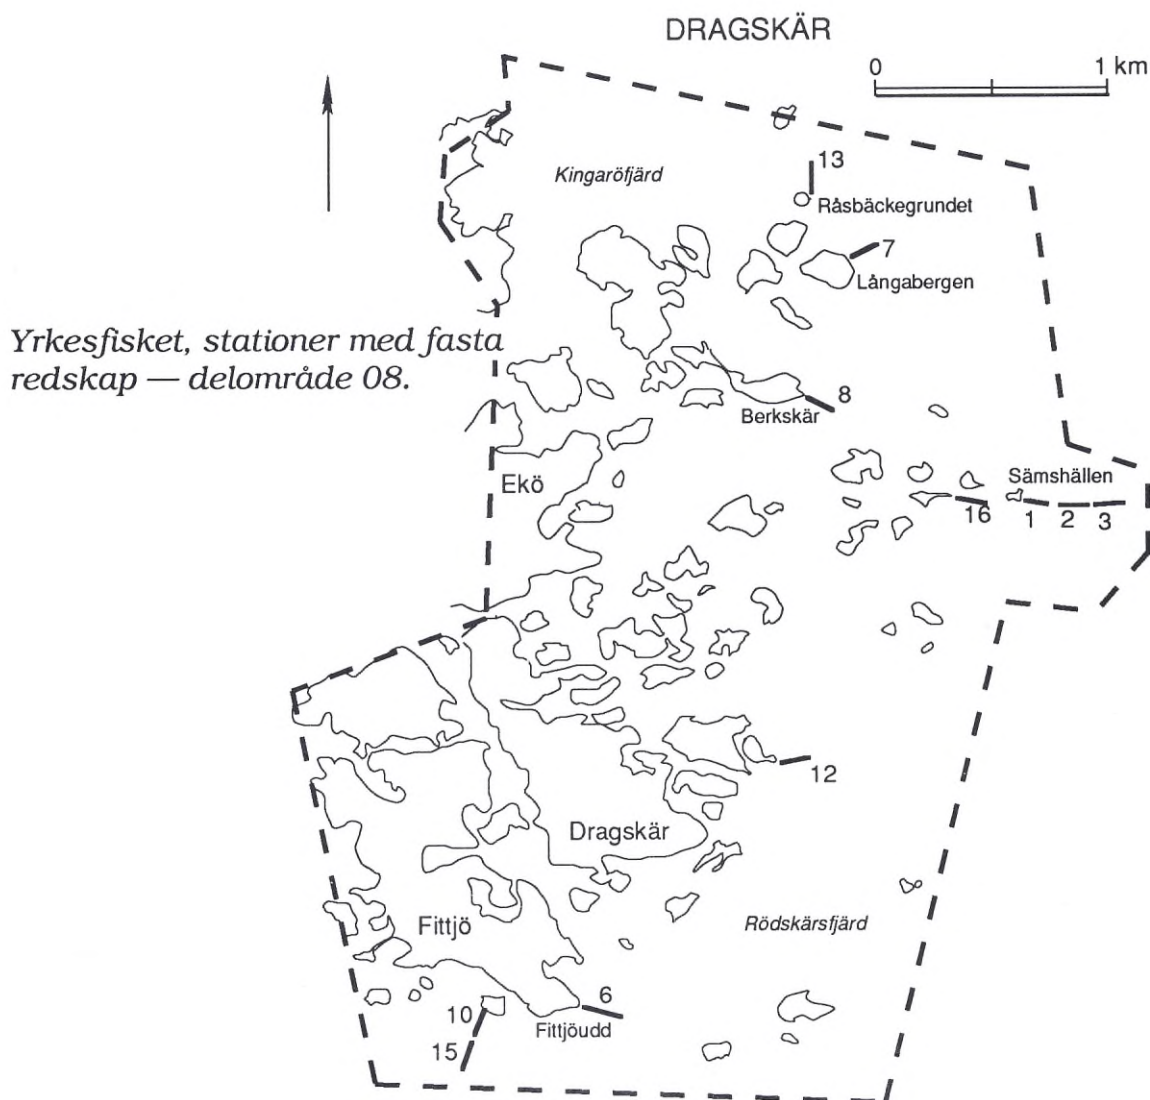 DRAGSKÄR
0 1 km
13
Kingaröfjärd
Råsbäckegrundet
7
Långabergen
Yrkesfisket, stationer med fasta
redskap — delområde 08.
8
Berkskär
Sämshällen
Ekö
16 1 2 3
12
Dragskär
Fittjö
Rödskärsfjärd
6
10
Fittjöudd
15